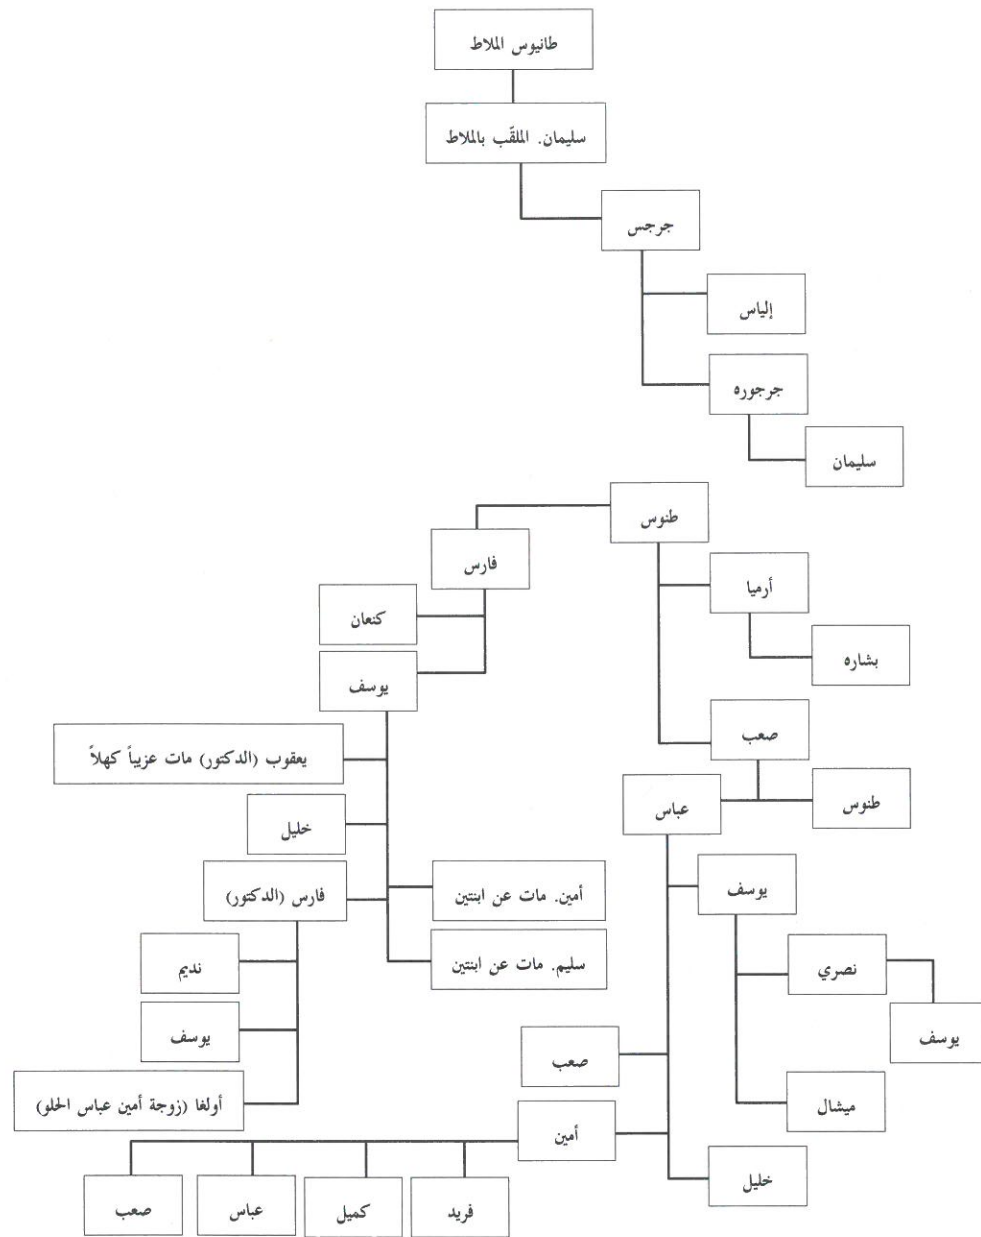 طانيوس الملاط
سليمان. الملقّب بالملاط
جرجس
إلياس
جرجوره
سليمان
طنوس
فارس
أرميا
كنعان
بشاره
يوسف
صعب
يعقوب (الدكتور) مات عزيباً كهلاً
طنوس
عباس
خليل
يوسف
فارس (الدكتور)
أمين. مات عن ابنتين
سليم. مات عن ابنتين
نديم
نصري
يوسف
يوسف
صعب
ميشال
أولغا (زوجة أمين عباس الحلو)
أمين
خليل
فريد
كميل
عباس
صعب